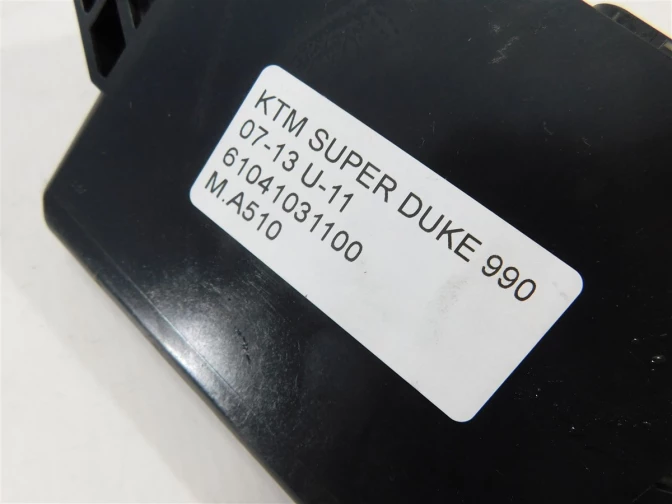 KTM SUPER DUKE 990
07-13 U-11
61041031100
M.A510